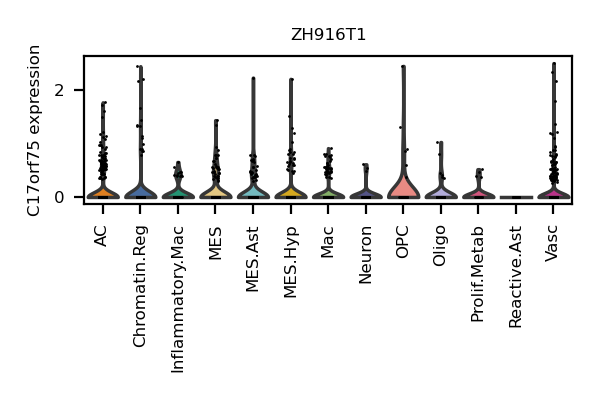 ZH916T1
C17orf75 expression
2
0
AC
Chromatin.Reg
Inflammatory.Mac
MES
MES.Ast
MES.Hyp
Mac
Neuron
OPC
Oligo
Prolif.Metab
Reactive.Ast
Vasc